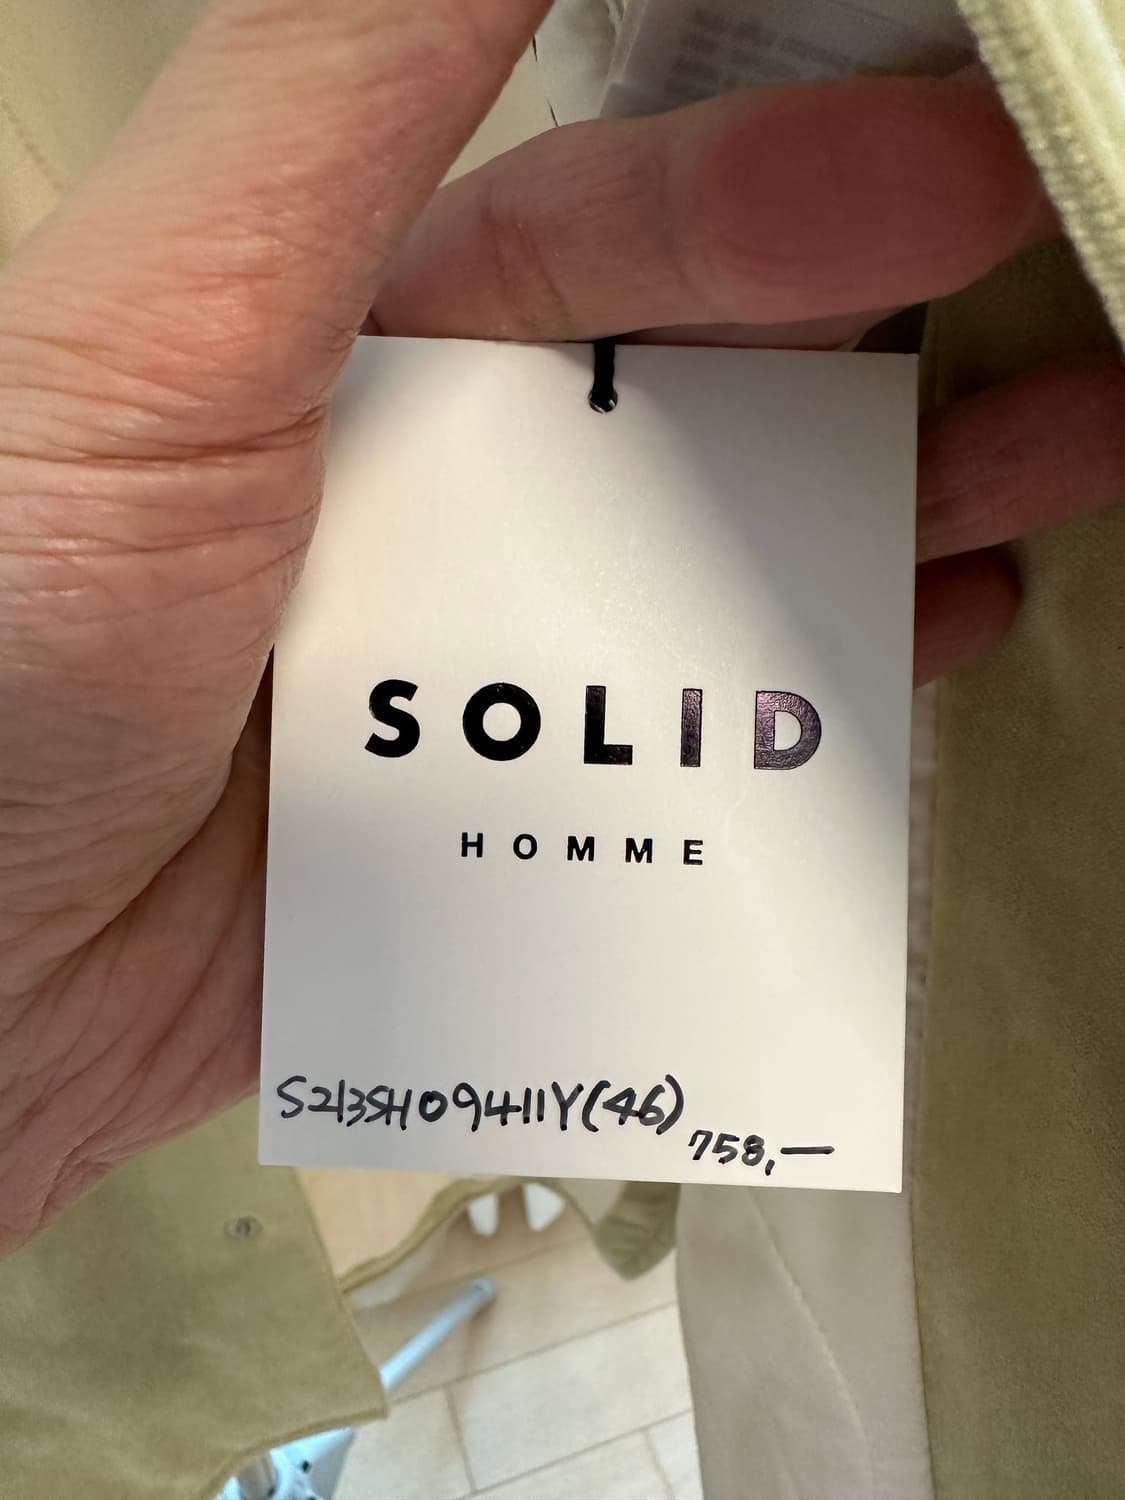 SOLID
HOMME
S213SH09411Y(46)
758,—